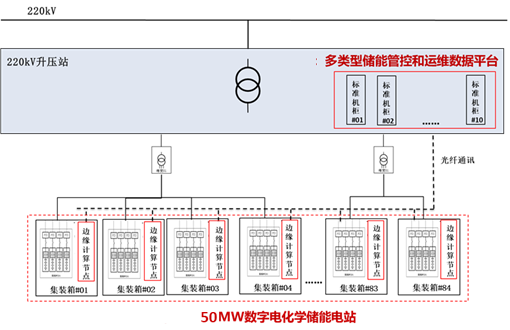 220kV
220kV升压站
多类型储能管控和运维数据平台
标准机柜#01
标准机柜#02
......
标准机柜#10
光纤通讯
边缘计算节点
集装箱#01
边缘计算节点
集装箱#02
边缘计算节点
集装箱#03
边缘计算节点
集装箱#04
......
边缘计算节点
集装箱#83
边缘计算节点
集装箱#84
50MW数字电化学储能电站